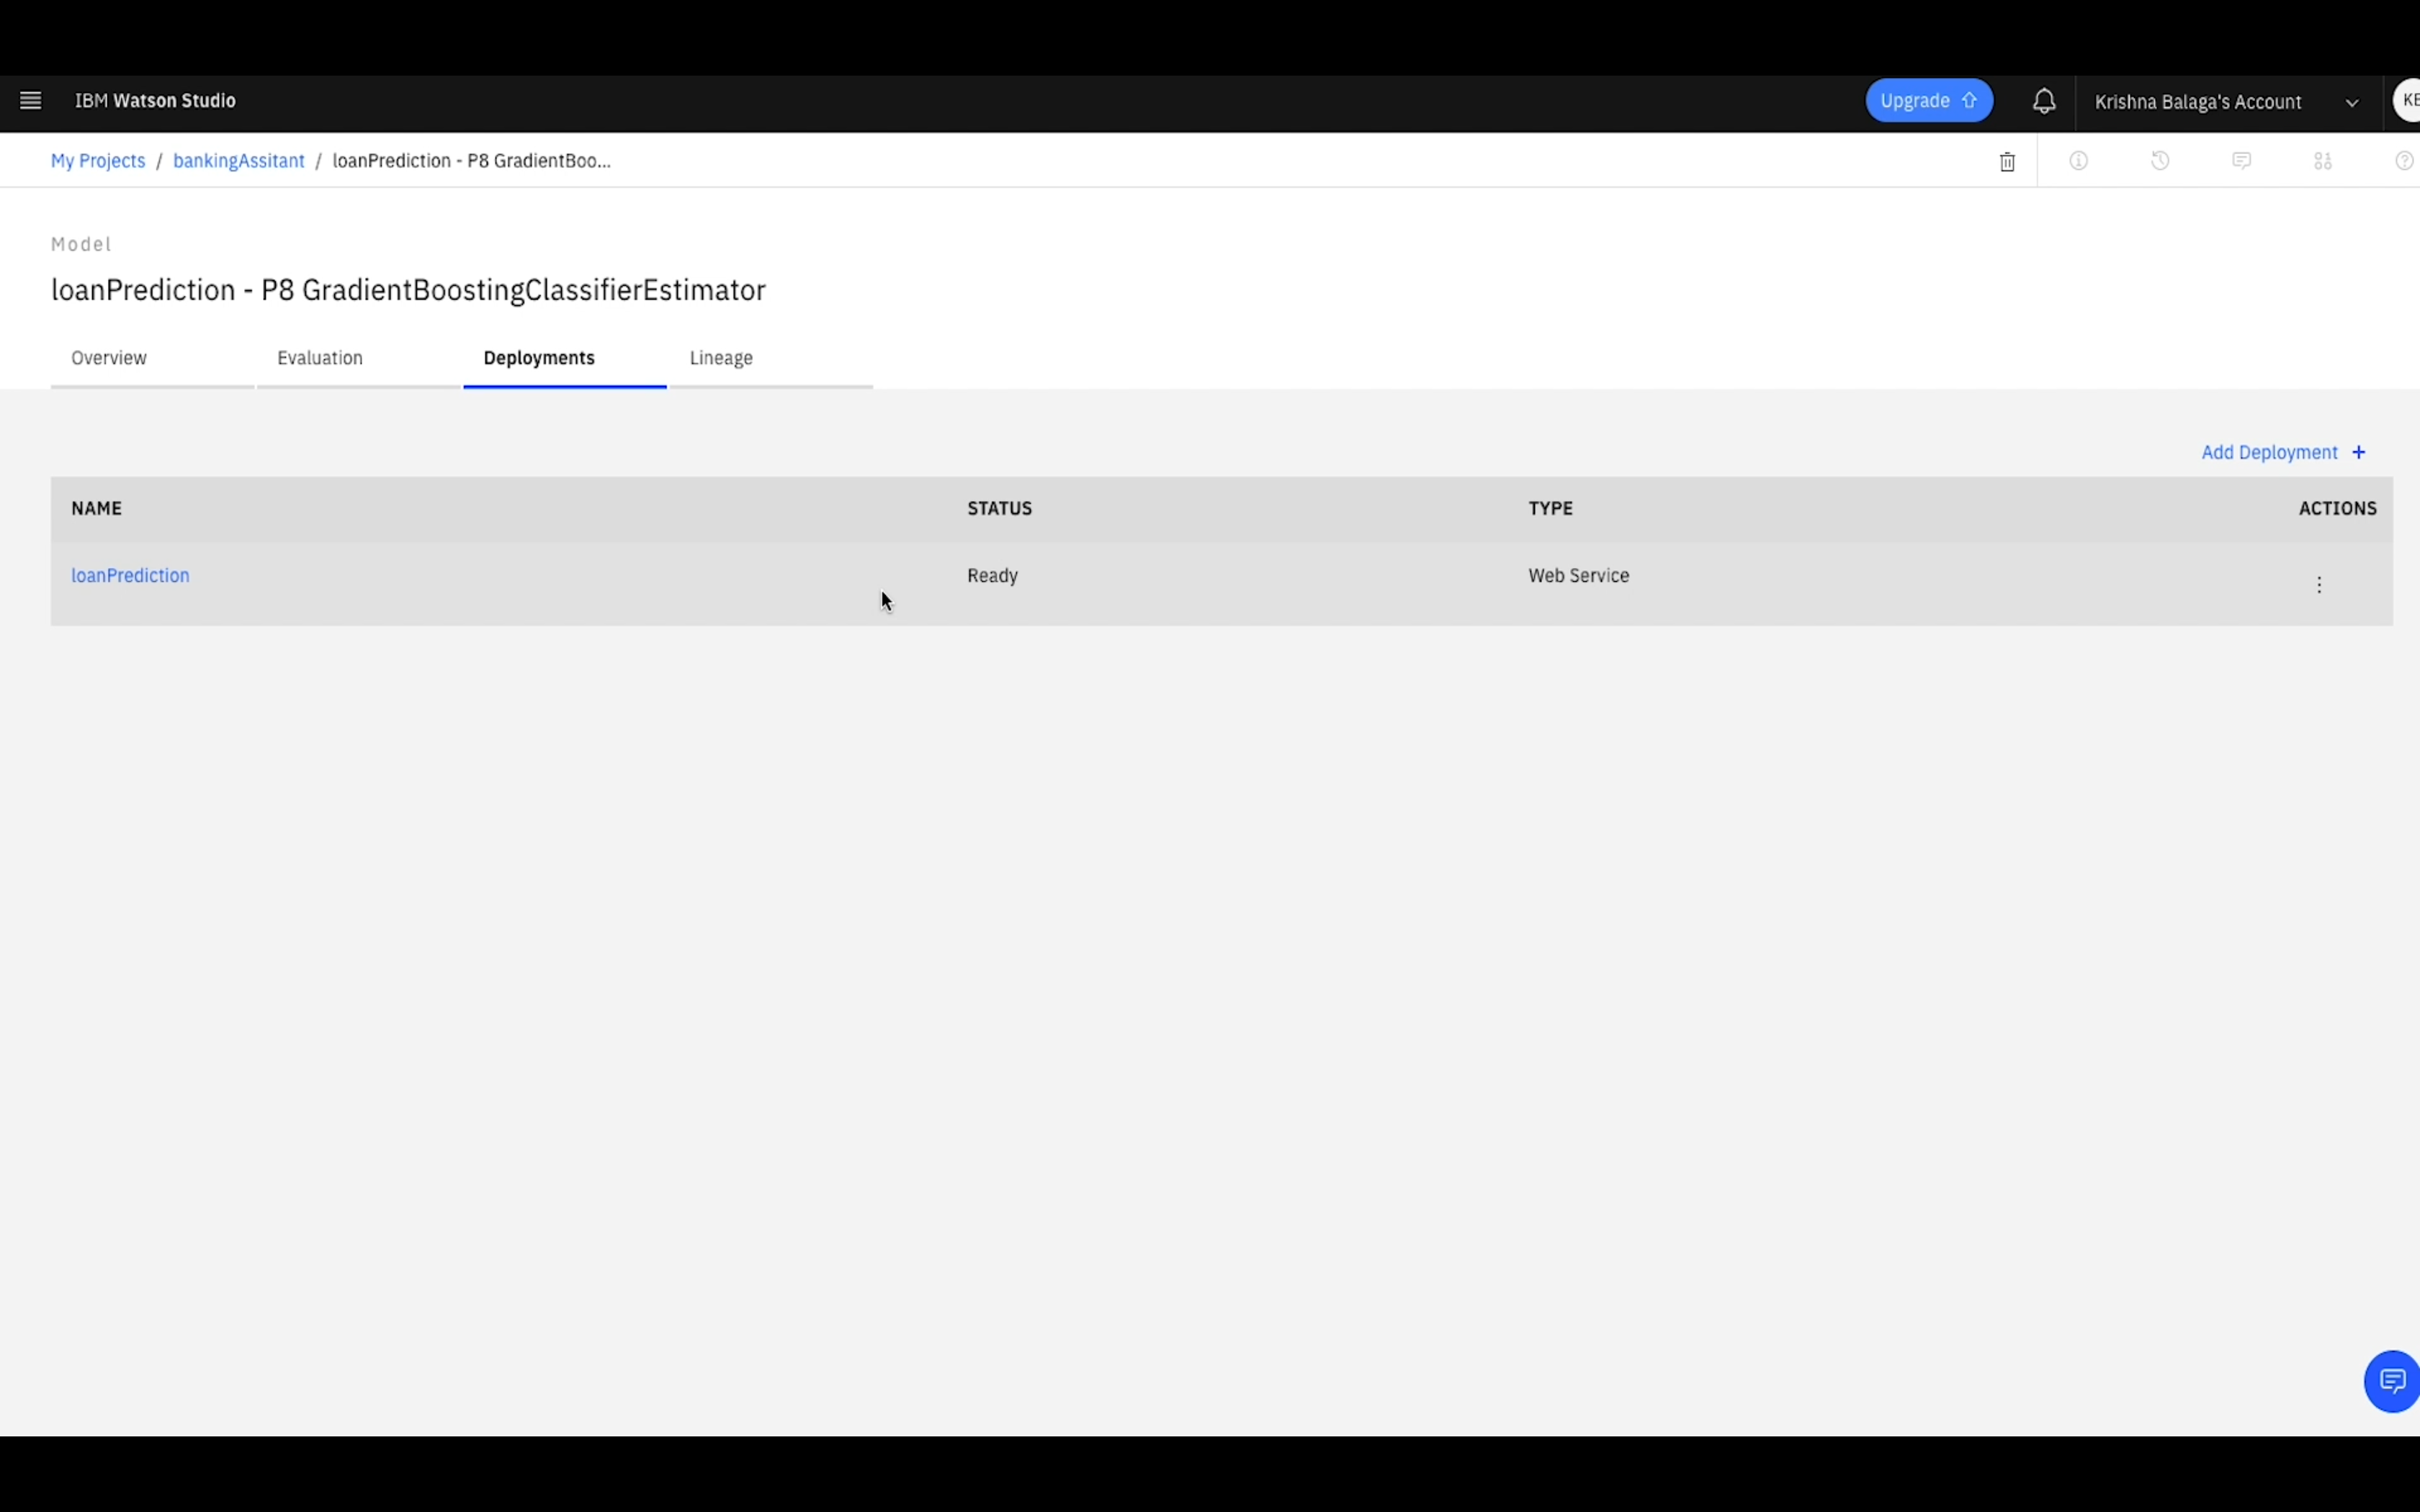 IBM Watson Studio
Upgrade
Krishna Balaga's Account
My Projects / bankingAssitant / loanPrediction - P8 GradientBoo...
Model
loanPrediction - P8 GradientBoostingClassifierEstimator
Overview Evaluation Deployments Lineage
Add Deployment +
NAME STATUS TYPE ACTIONS
loanPrediction Ready Web Service